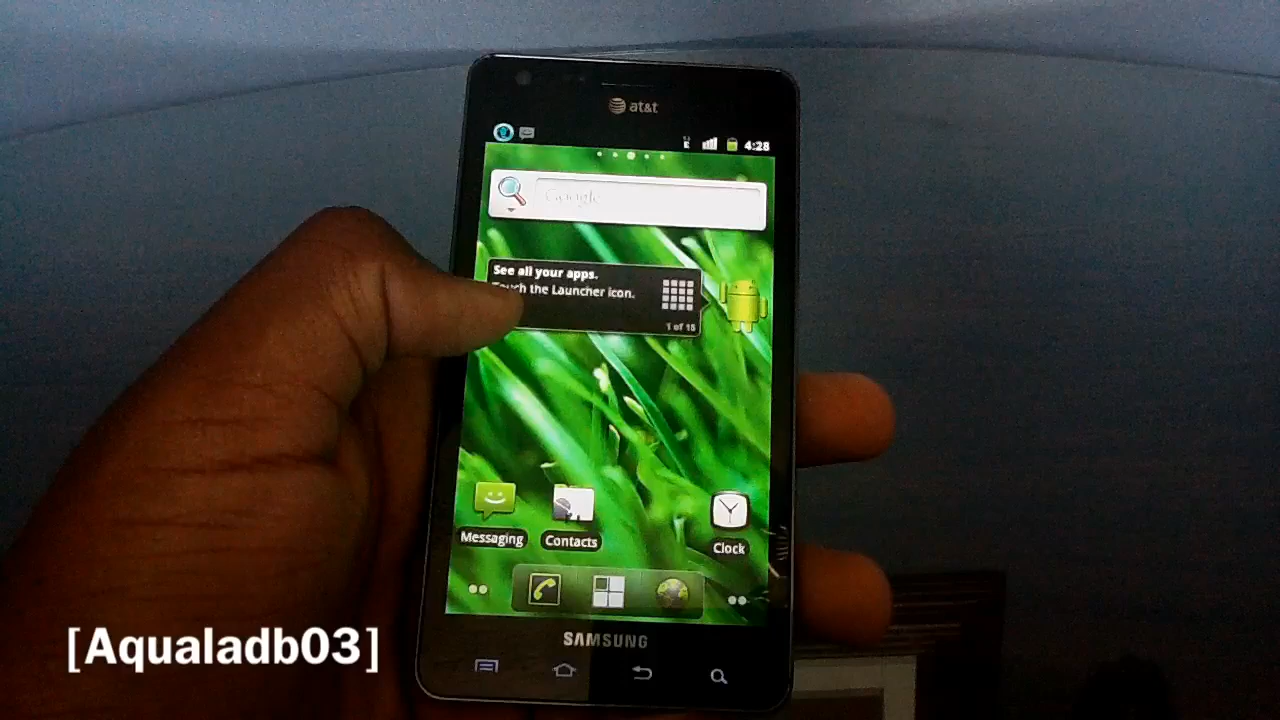 at&t
4:28
Google
See all your apps.
Touch the Launcher icon.
1 of 15
Messaging
Contacts
Clock
SAMSUNG
[Aqualadb03]